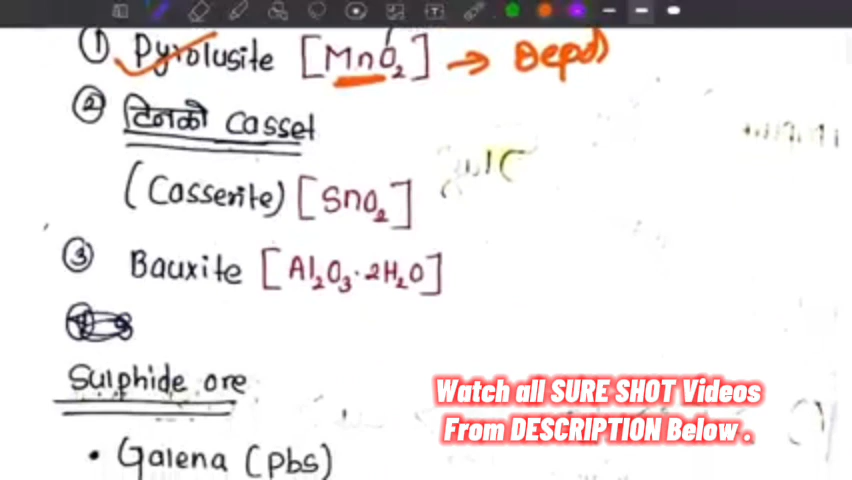 ① Pyrolusite [MnO₂] → Depo
② टिनको Casset
(Casserite) [SnO₂]
③ Bauxite [Al₂O₃·2H₂O]
Sulphide ore
• Galena (Pbs)
Watch all SURE SHOT Videos
From DESCRIPTION Below .